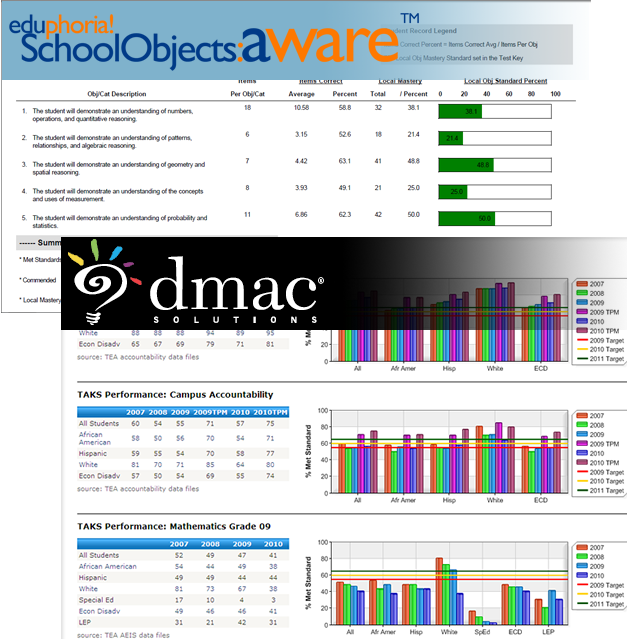 eduphoria!
SchoolObjects:aware™
Student Record Legend
Correct Percent = Items Correct Avg / Items Per Obj
Local Obj Mastery Standard set in the Test Key
Items Items Correct Local Mastery Local Obj Standard Percent
Obj/Cat Description Per Obj/Cat Average Percent Total / Percent 0 20 40 60 80 100
1. The student will demonstrate an understanding of numbers, 18 10.58 58.8 32 38.1 38.1
operations, and quantitative reasoning.
2. The student will demonstrate an understanding of patterns, 6 3.15 52.6 18 21.4 21.4
relationships, and algebraic reasoning.
3. The student will demonstrate an understanding of geometry and 7 4.42 63.1 41 48.8 48.8
spatial reasoning.
4. The student will demonstrate an understanding of the concepts 8 3.93 49.1 21 25.0 25.0
and uses of measurement.
5. The student will demonstrate an understanding of probability and 11 6.86 62.3 42 50.0 50.0
statistics.
------ Summ
* Met Standards
* Commended
* Local Mastery
dmac®
SOLUTIONS
White 88 88 88 94 89 95
Econ Disadv 65 67 69 79 71 81
source: TEA accountability data files
% Met
20
0
All Afr Amer Hisp White ECD
2007
2008
2009
2009 TPM
2010
2010 TPM
2009 Target
2010 Target
2011 Target
TAKS Performance: Campus Accountability
2007 2008 2009 2009TPM 2010 2010TPM
All Students 60 54 55 71 57 75
African
American 58 50 56 70 54 71
Hispanic 59 55 54 70 58 77
White 81 70 71 85 64 80
Econ Disadv 57 50 54 69 55 74
source: TEA accountability data files
% Met Standard
100
80
60
40
20
0
All Afr Amer Hisp White ECD
2007
2008
2009
2009 TPM
2010
2010 TPM
2009 Target
2010 Target
2011 Target
TAKS Performance: Mathematics Grade 09
2007 2008 2009 2010
All Students 52 49 47 41
African American 54 44 49 38
Hispanic 49 49 44 44
White 81 73 67 38
Special Ed 17 10 4 3
Econ Disadv 49 46 46 41
LEP 31 21 42 31
source: TEA AEIS data files
% Met Standard
100
80
60
40
20
0
All Afr Amer Hisp White SpEd ECD LEP
2007
2008
2009
2010
2009 Target
2010 Target
2011 Target